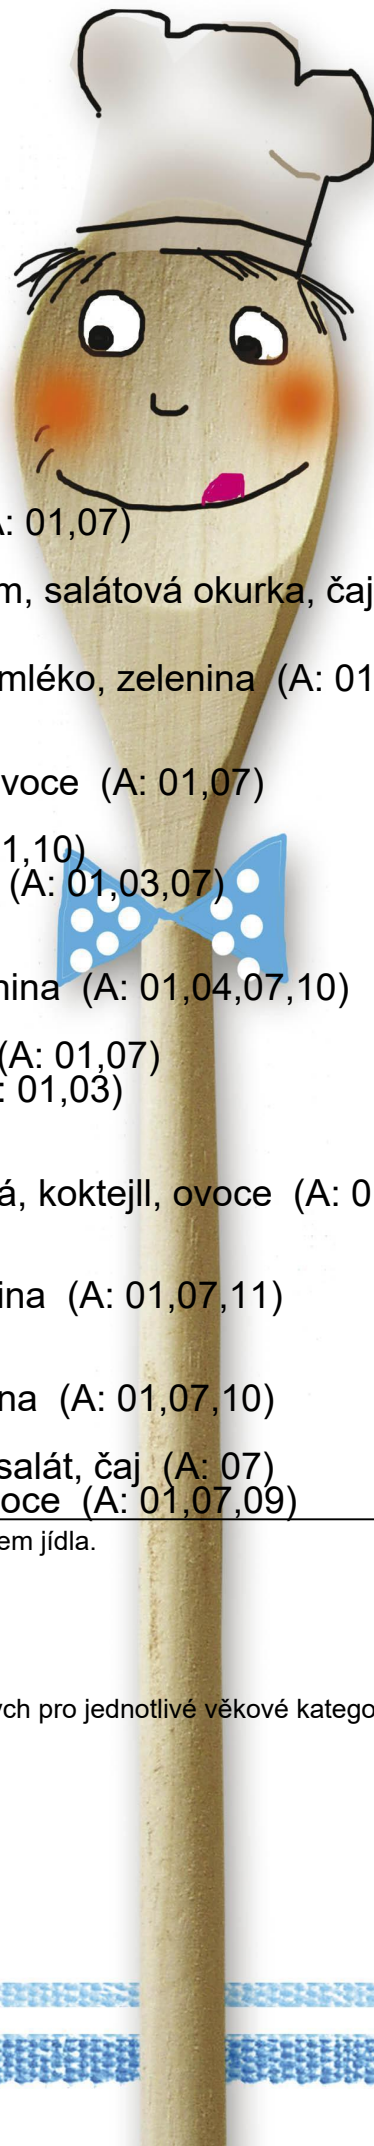 : 01,07)
m, salátová okurka, čaj
mléko, zelenina (A: 01
voce (A: 01,07)
1,10)
(A: 01,03,07)
nina (A: 01,04,07,10)
(A: 01,07)
: 01,03)
á, koktejll, ovoce (A: 0
ina (A: 01,07,11)
na (A: 01,07,10)
salát, čaj (A: 07)
oce (A: 01,07,09)
em jídla.
ch pro jednotlivé věkové katego